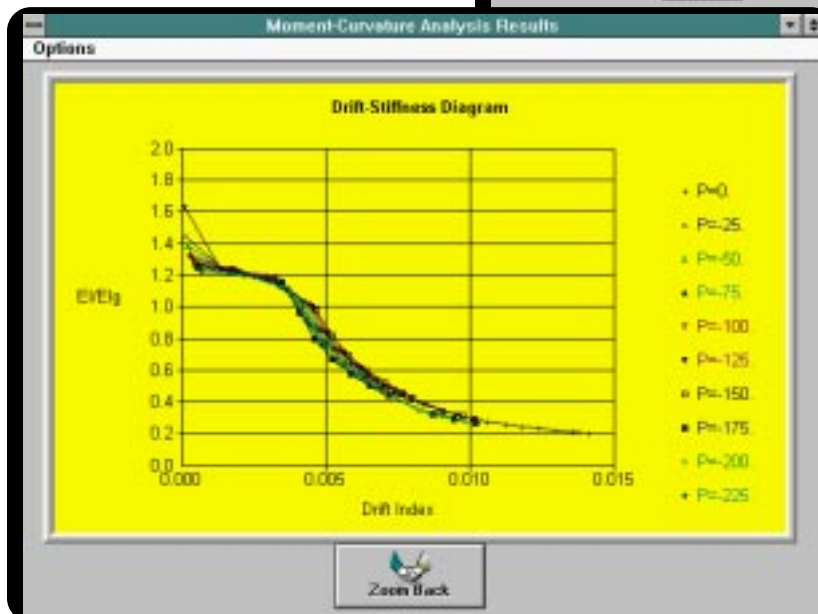 Moment-Curvature Analysis Results
Options
Drift-Stiffness Diagram
2.0
1.8
1.6
1.4
1.2
1.0
0.8
0.6
0.4
0.2
0.0
EI/EIg
0.000 0.005 0.010 0.015
Drift Index
P=0.
P=-25.
P=-50.
P=-75.
P=-100.
P=-125.
P=-150.
P=-175.
P=-200.
P=-225.
Zoom Back